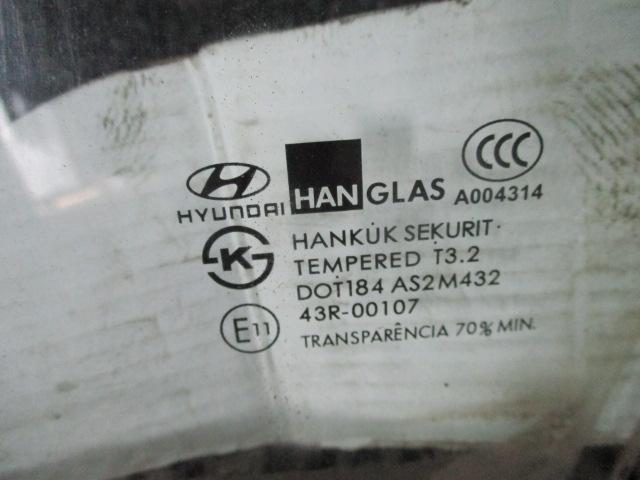 HYUNDAI HANGLAS
CCC
A004314
K
HANKUK SEKURIT
TEMPERED T3.2
DOT184 AS2M432
E11
43R-00107
TRANSPARÊNCIA 70% MIN.